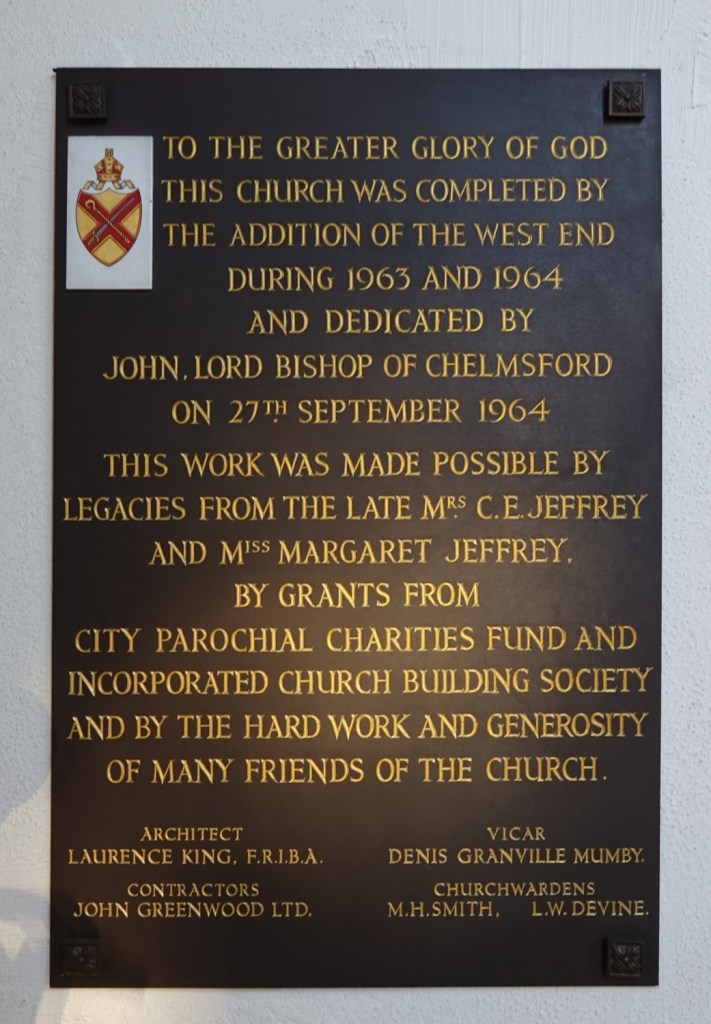 TO THE GREATER GLORY OF GOD
THIS CHURCH WAS COMPLETED BY
THE ADDITION OF THE WEST END
DURING 1963 AND 1964
AND DEDICATED BY
JOHN, LORD BISHOP OF CHELMSFORD
ON 27TH SEPTEMBER 1964
THIS WORK WAS MADE POSSIBLE BY
LEGACIES FROM THE LATE MRS. C.E. JEFFREY
AND MISS MARGARET JEFFREY,
BY GRANTS FROM
CITY PAROCHIAL CHARITIES FUND AND
INCORPORATED CHURCH BUILDING SOCIETY
AND BY THE HARD WORK AND GENEROSITY
OF MANY FRIENDS OF THE CHURCH.
ARCHITECT
LAURENCE KING, F.R.I.B.A.
CONTRACTORS
JOHN GREENWOOD LTD.
VICAR
DENIS GRANVILLE MUMBY.
CHURCHWARDENS
M.H.SMITH, L.W.DEVINE.